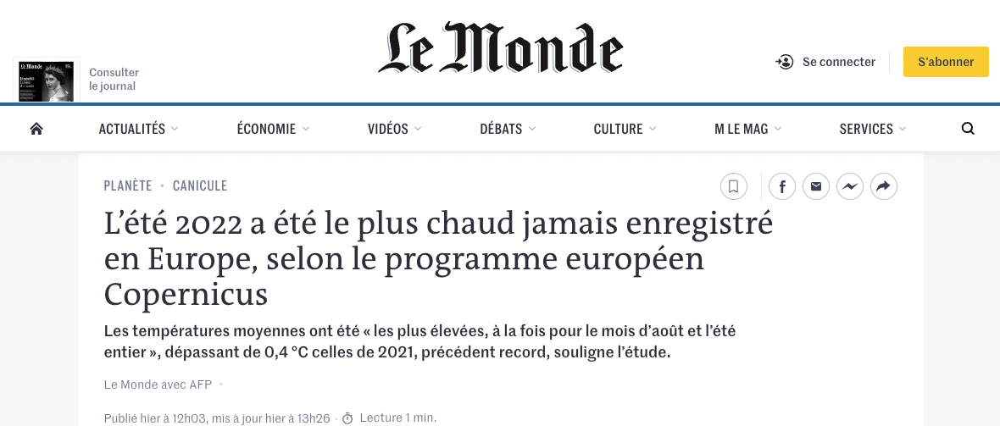 Le Monde
Consulter
le journal
Se connecter
S'abonner
ACTUALITÉS
ÉCONOMIE
VIDÉOS
DÉBATS
CULTURE
M LE MAG
SERVICES
PLANÈTE • CANICULE
L’été 2022 a été le plus chaud jamais enregistré
en Europe, selon le programme européen
Copernicus
Les températures moyennes ont été « les plus élevées, à la fois pour le mois d’août et l’été
entier », dépassant de 0,4 °C celles de 2021, précédent record, souligne l’étude.
Le Monde avec AFP •
Publié hier à 12h03, mis à jour hier à 13h26 • Lecture 1 min.